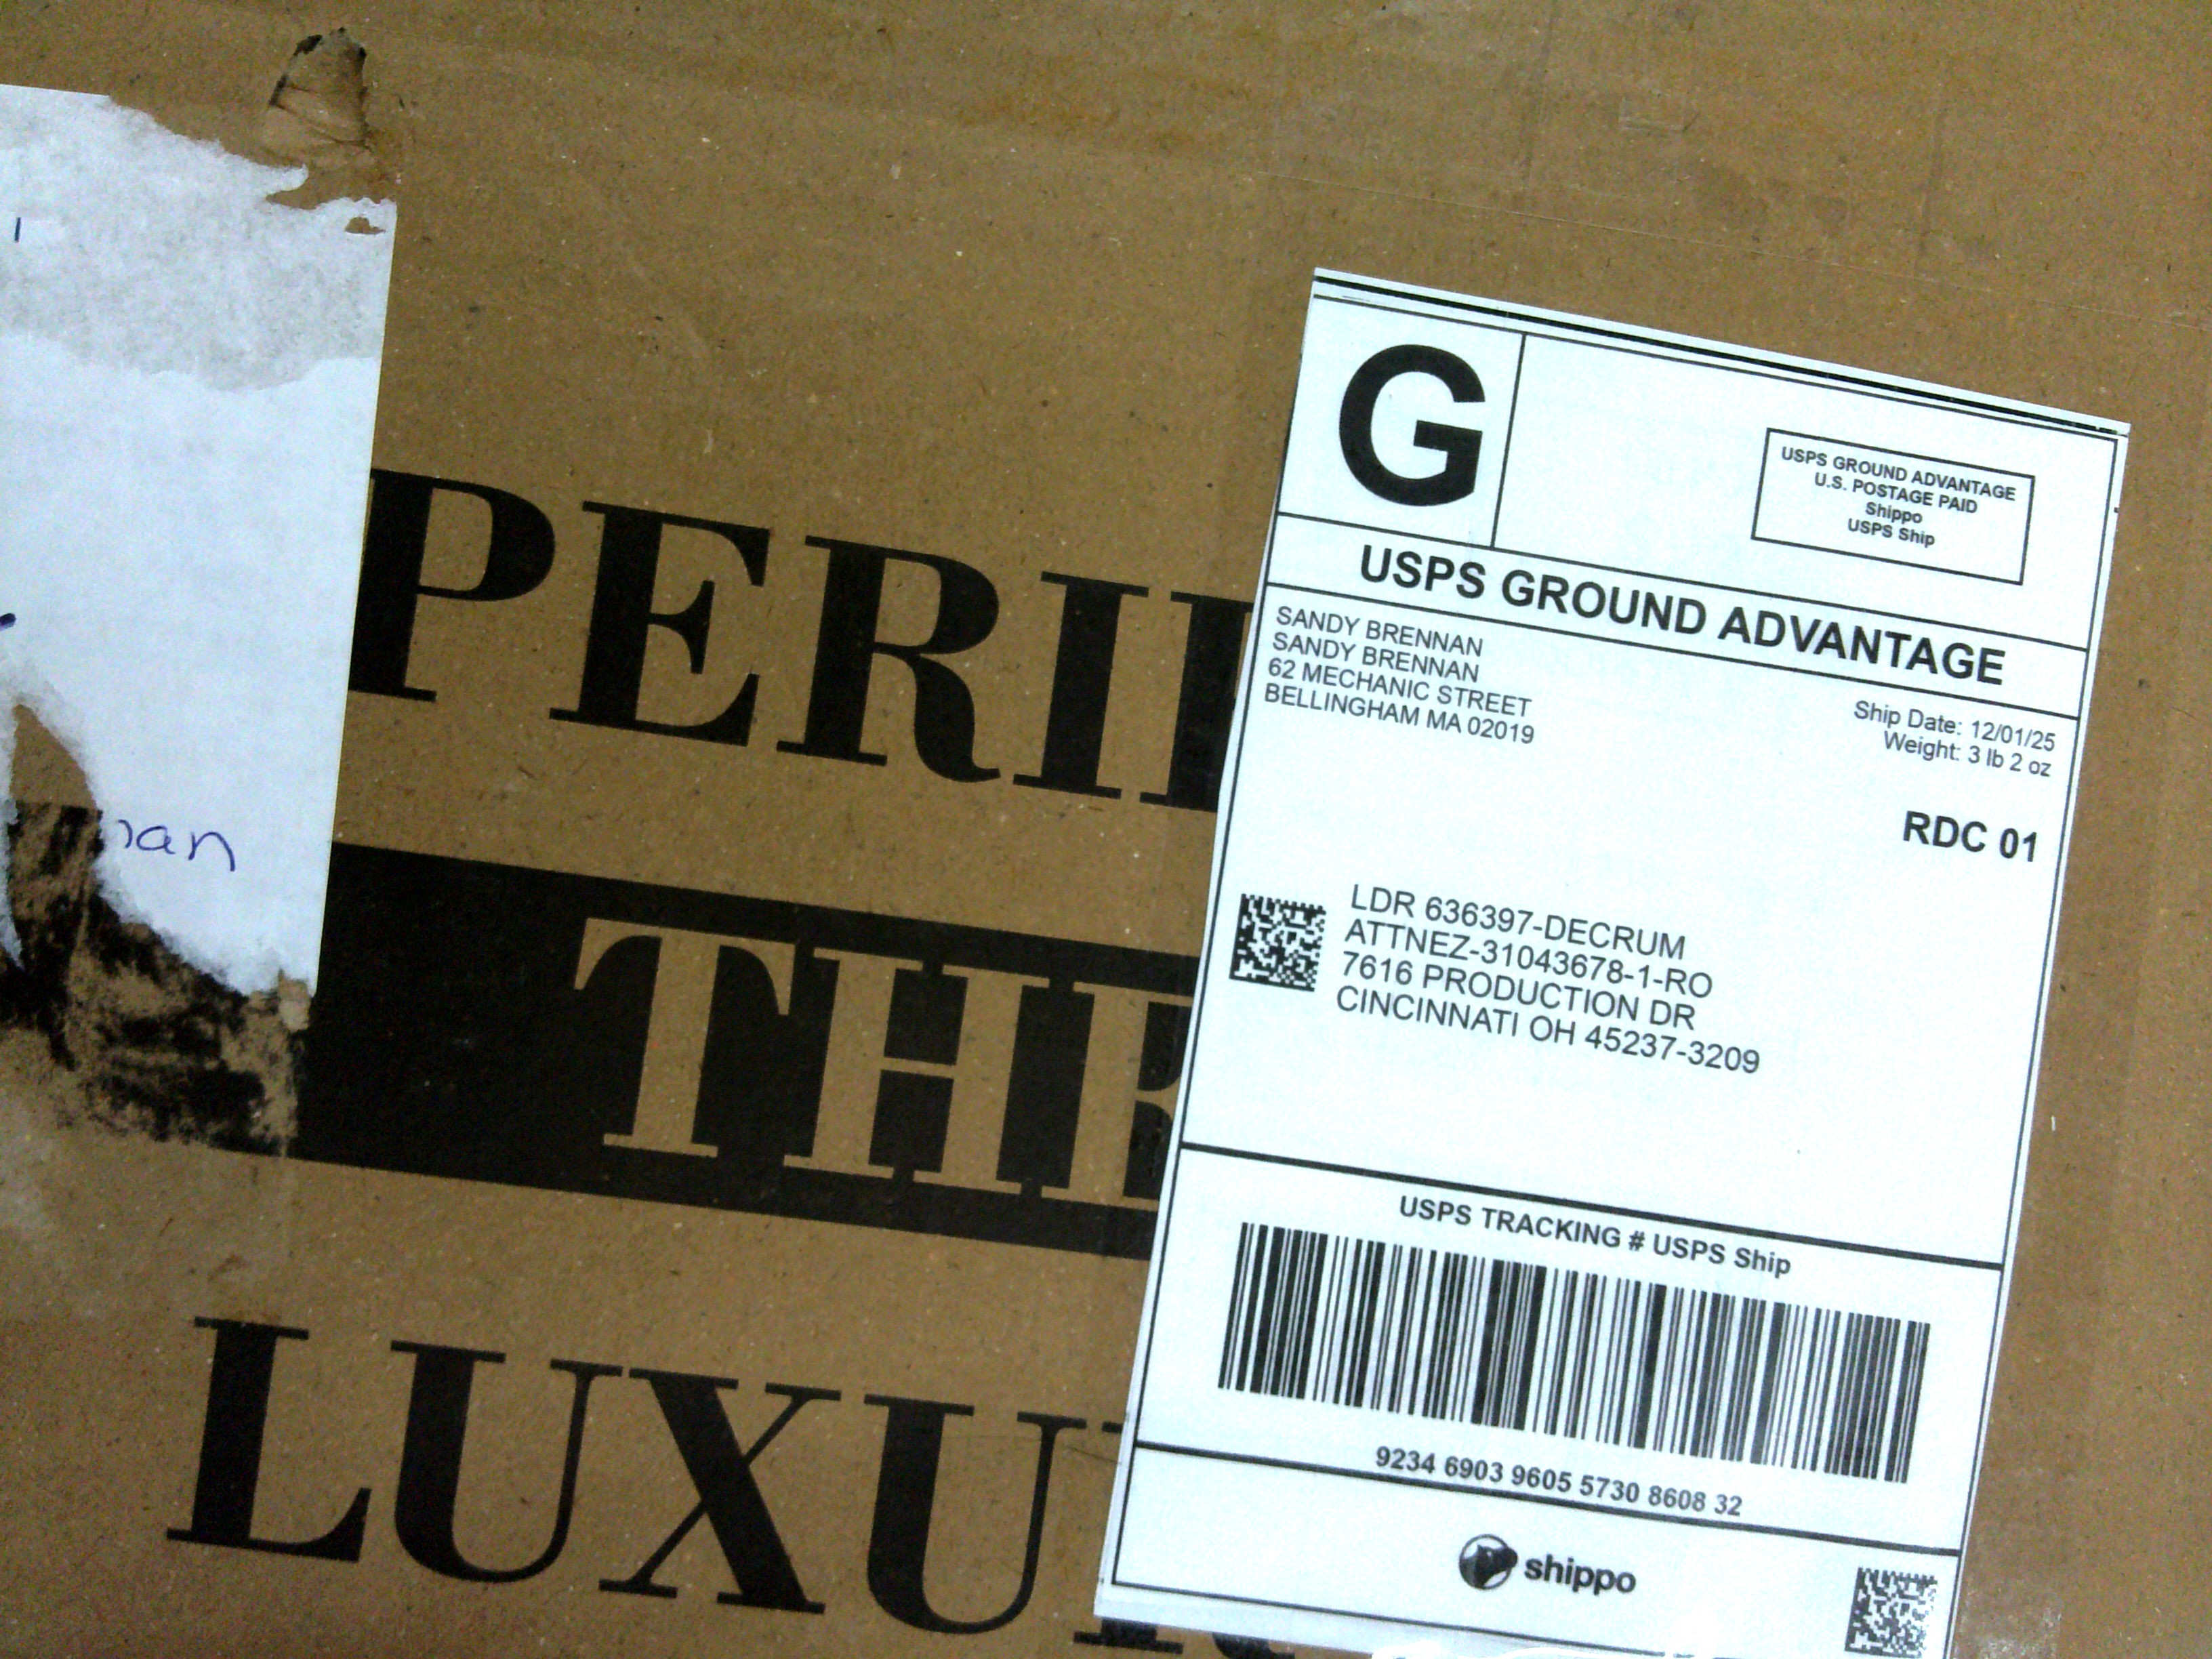 nan
PERI
THE
LUXUR
G
USPS GROUND ADVANTAGE
U.S. POSTAGE PAID
Shippo
USPS Ship
USPS GROUND ADVANTAGE
SANDY BRENNAN
SANDY BRENNAN
62 MECHANIC STREET
BELLINGHAM MA 02019
Ship Date: 12/01/25
Weight: 3 lb 2 oz
RDC 01
LDR 636397-DECRUM
ATTNEZ-31043678-1-RO
7616 PRODUCTION DR
CINCINNATI OH 45237-3209
USPS TRACKING # USPS Ship
9234 6903 9605 5730 8608 32
shippo